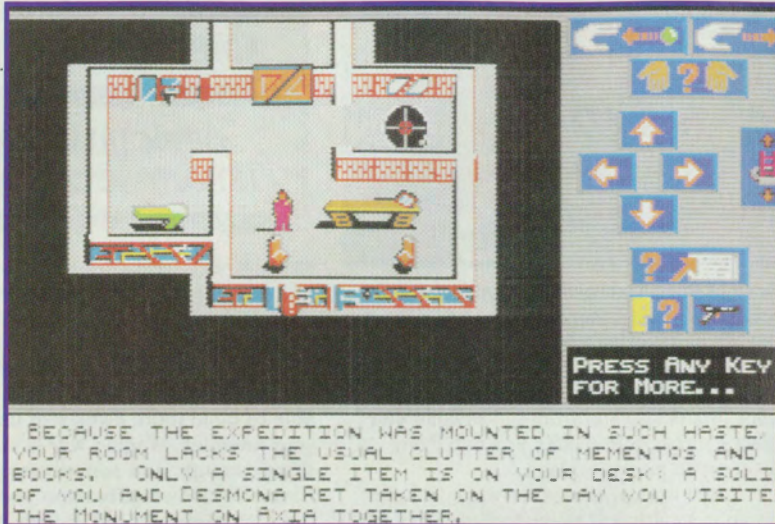 PRESS ANY KEY
FOR MORE...
BECAUSE THE EXPEDITION WAS MOUNTED IN SUCH HASTE,
YOUR ROOM LACKS THE USUAL CLUTTER OF MEMENTOS AND
BOOKS. ONLY A SINGLE ITEM IS ON YOUR DESK: A SOLI
OF YOU AND DESMONA RET TAKEN ON THE DAY YOU VISITE
THE MONUMENT ON AXIA TOGETHER.